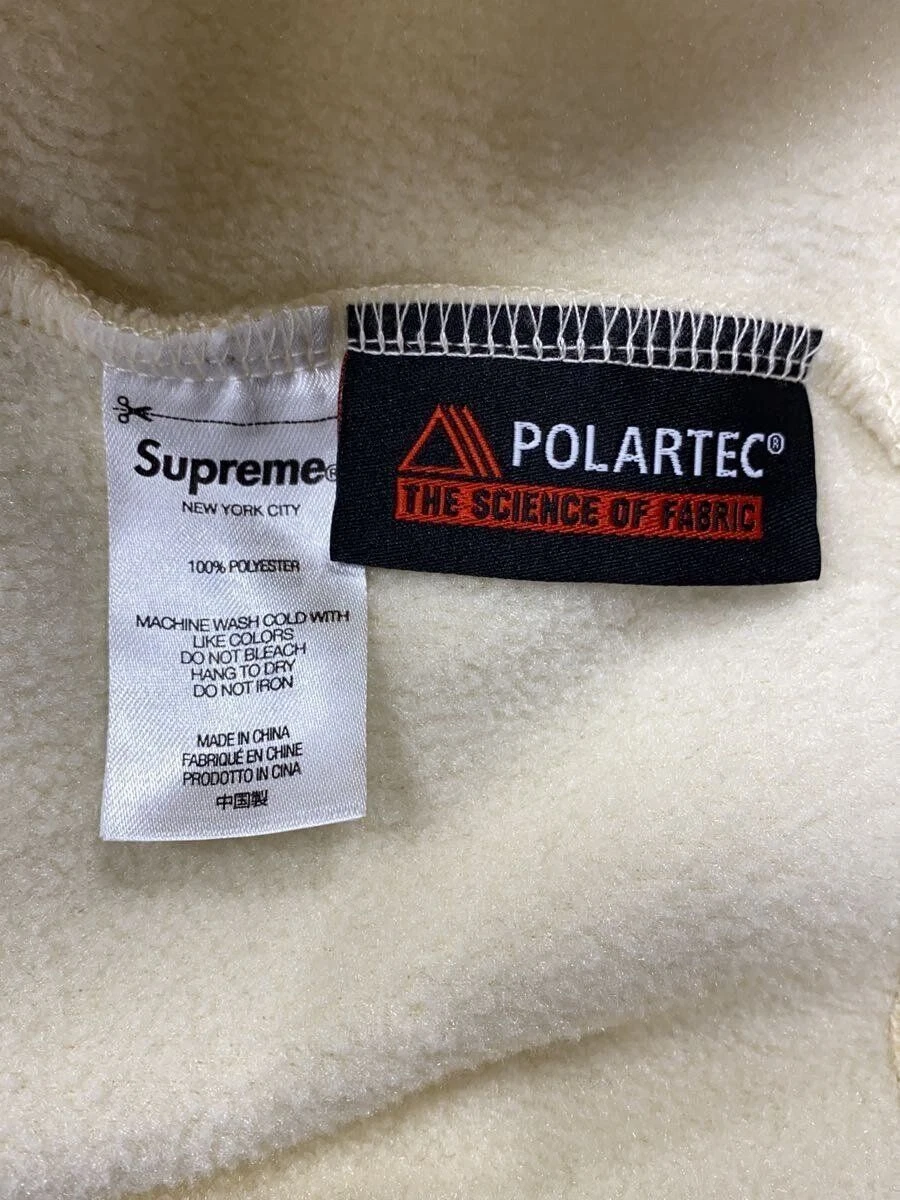 Supreme®
NEW YORK CITY
100% POLYESTER
MACHINE WASH COLD WITH
LIKE COLORS
DO NOT BLEACH
HANG TO DRY
DO NOT IRON
MADE IN CHINA
FABRIQUÉ EN CHINE
PRODOTTO IN CINA
中国製
POLARTEC®
THE SCIENCE OF FABRIC